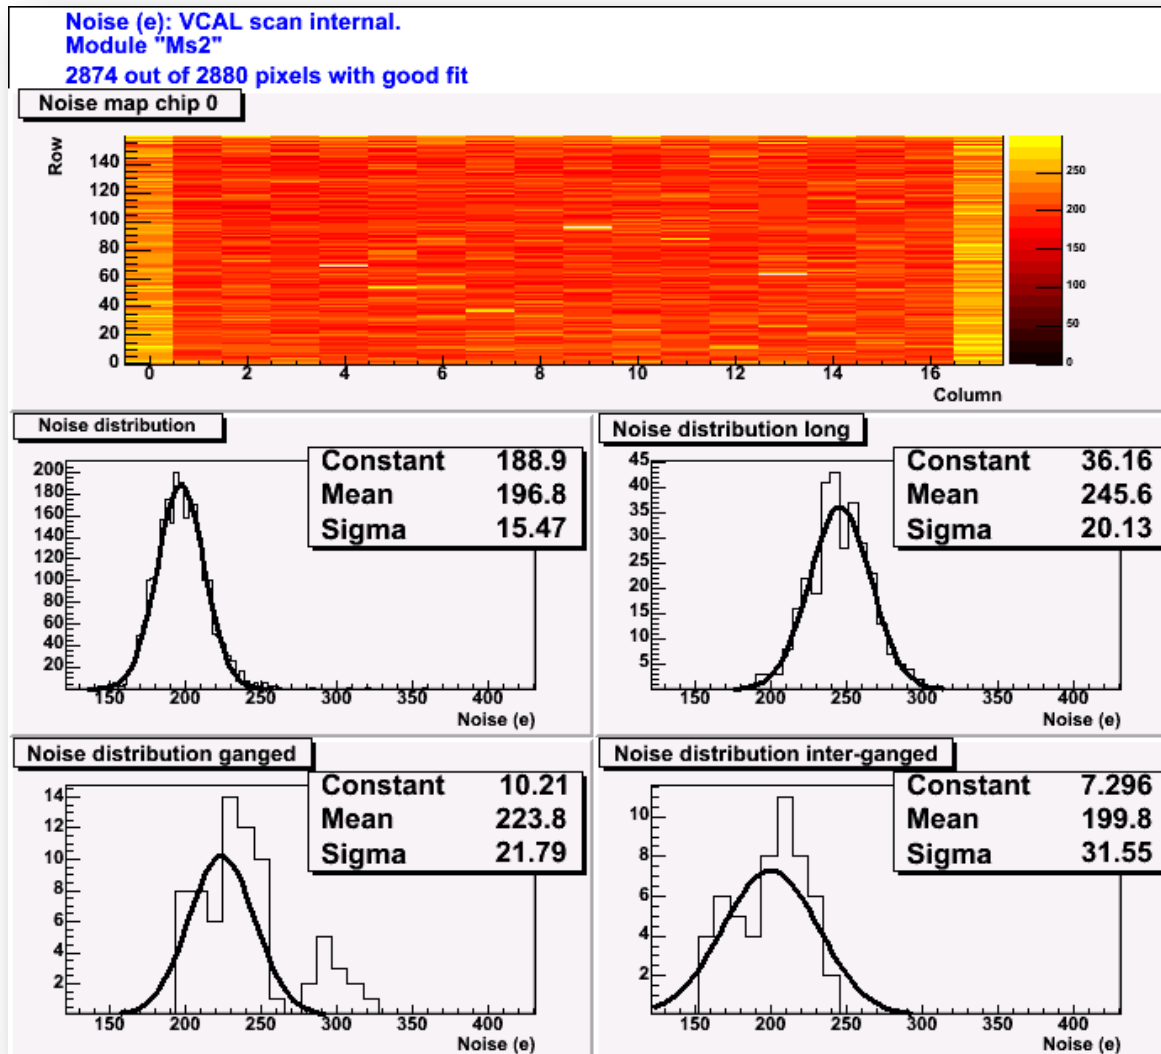 Noise (e): VCAL scan internal.
Module "Ms2"
2874 out of 2880 pixels with good fit
Noise map chip 0
Row
140
120
100
80
60
40
20
0
0 2 4 6 8 10 12 14 16
Column
250
200
150
100
50
0
Noise distribution
Constant 188.9
Mean 196.8
Sigma 15.47
200
180
160
140
120
100
80
60
40
20
150 200 250 300 350 400
Noise (e)
Noise distribution long
Constant 36.16
Mean 245.6
Sigma 20.13
45
40
35
30
25
20
15
10
5
150 200 250 300 350 400
Noise (e)
Noise distribution ganged
Constant 10.21
Mean 223.8
Sigma 21.79
14
12
10
8
6
4
2
150 200 250 300 350 400
Noise (e)
Noise distribution inter-ganged
Constant 7.296
Mean 199.8
Sigma 31.55
10
8
6
4
2
150 200 250 300 350 400
Noise (e)